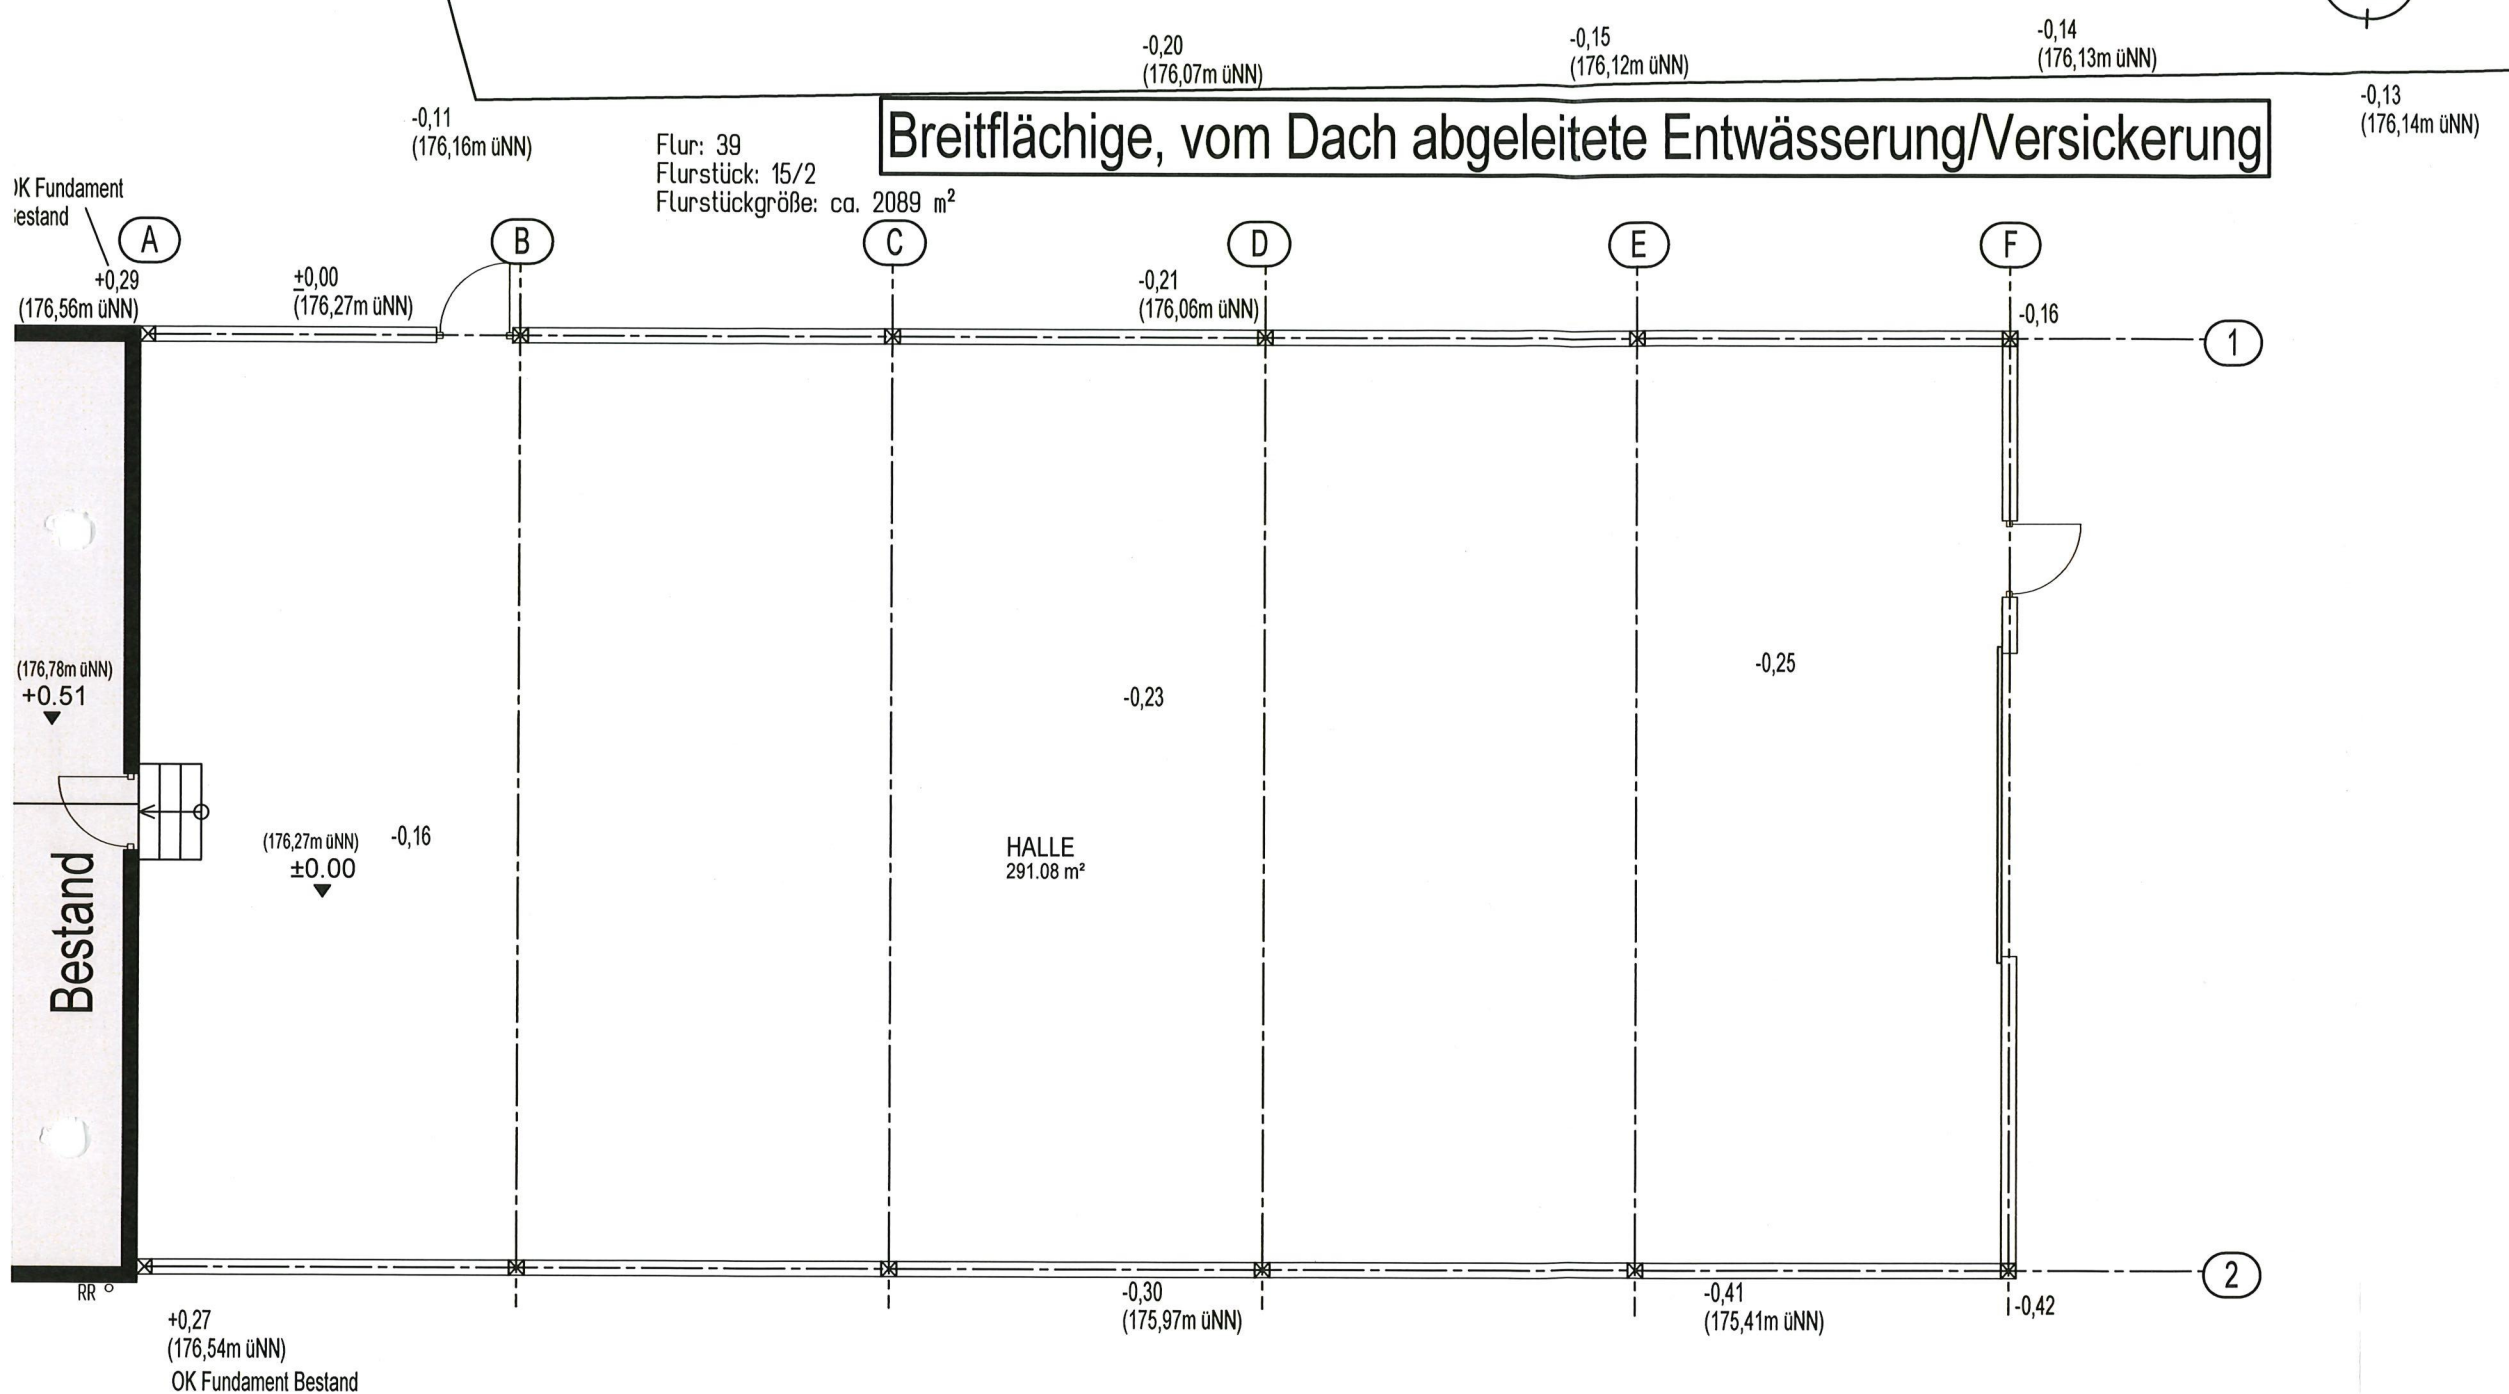 -0,20
(176,07m üNN)
-0,15
(176,12m üNN)
-0,14
(176,13m üNN)
-0,13
(176,14m üNN)
-0,11
(176,16m üNN)
Flur: 39
Flurstück: 15/2
Flurstückgröße: ca. 2089 m²
Breitflächige, vom Dach abgeleitete Entwässerung/Versickerung
Fundament
A
B
C
D
E
F
+0,29
(176,56m üNN)
±0,00
(176,27m üNN)
-0,21
(176,06m üNN)
-0,16
1
(176,78m üNN)
+0.51
-0,23
-0,25
(176,27m üNN)
±0.00
-0,16
HALLE
291.08 m²
Bestand
RR
+0,27
(176,54m üNN)
OK Fundament Bestand
-0,30
(175,97m üNN)
-0,41
(175,41m üNN)
-0,42
2